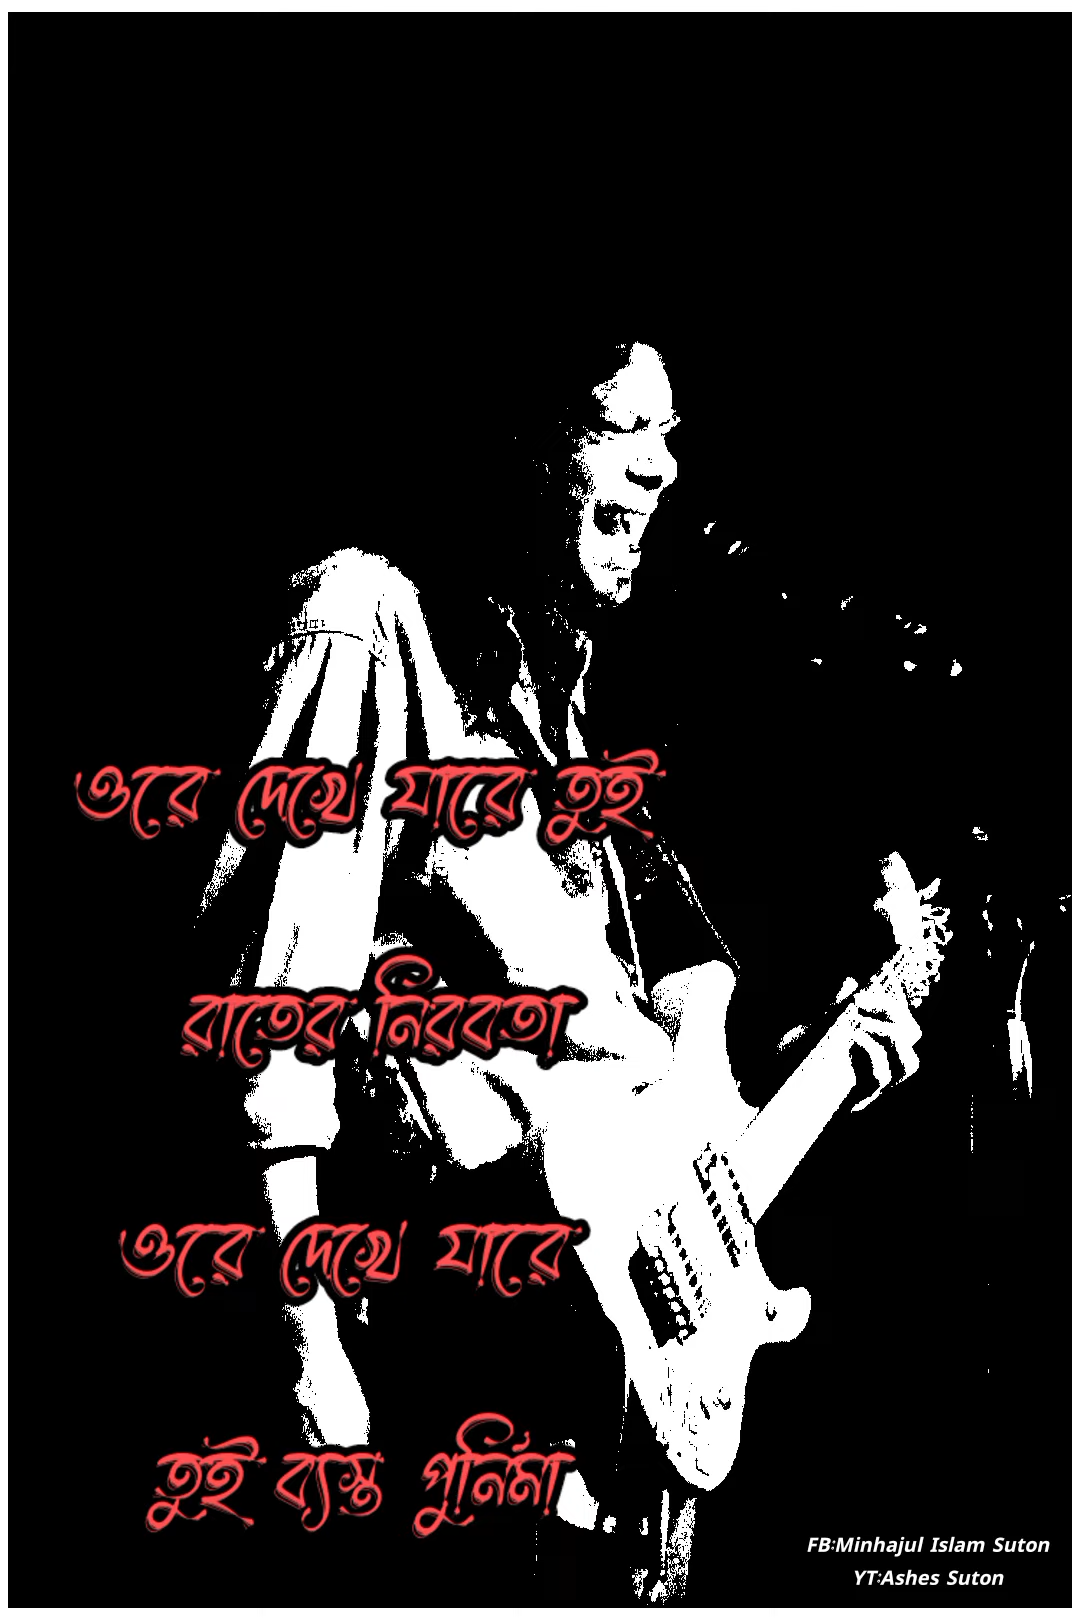 ওরে দেখে যারে তুই
রাতের নিরবতা
ওরে দেখে যারে
তুই ব্যস্ত পুর্নিমা
FB:Minhajul Islam Suton
YT:Ashes Suton